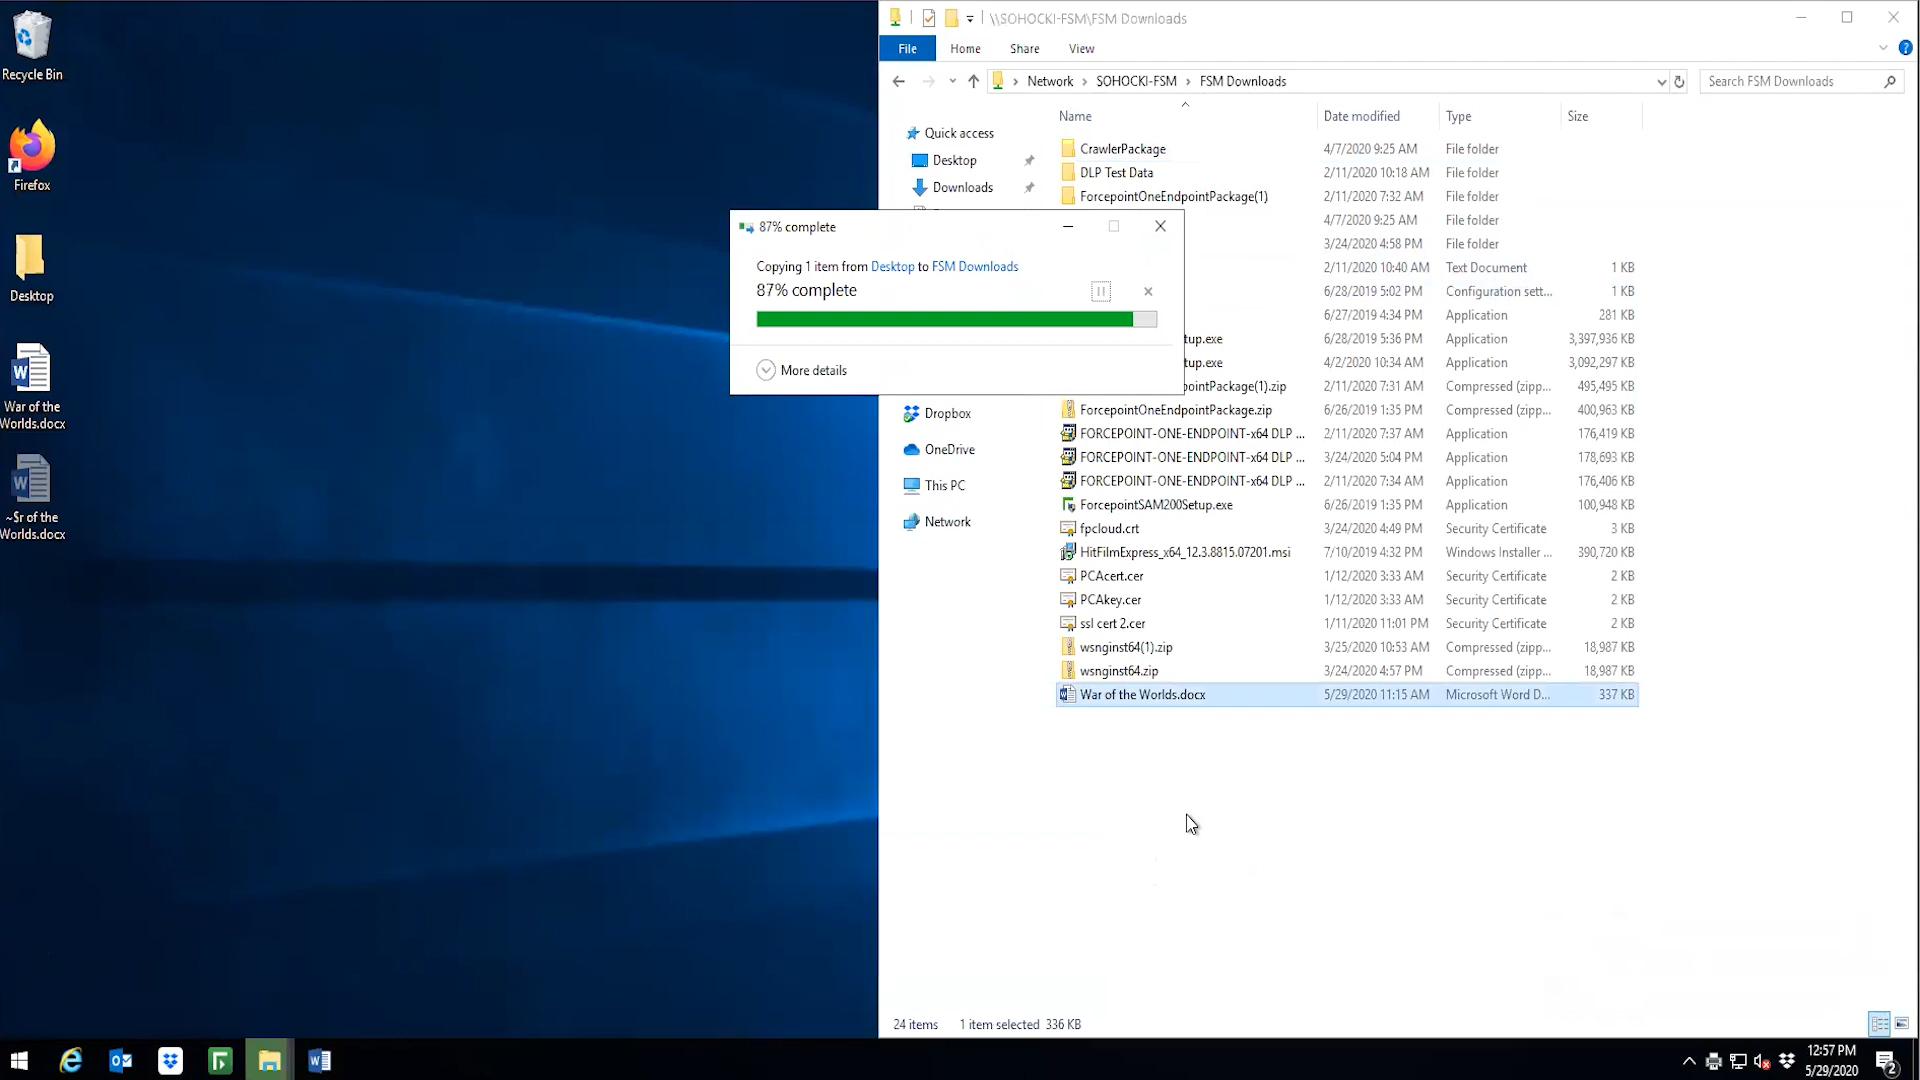 Recycle Bin
Firefox
Desktop
War of the
Worlds.docx
~$r of the
Worlds.docx
\\SOHOCKI-FSM\FSM Downloads
File Home Share View
Network SOHOCKI-FSM FSM Downloads
Search FSM Downloads
Name Date modified Type Size
Quick access
Desktop
Downloads
Dropbox
OneDrive
This PC
Network
CrawlerPackage 4/7/2020 9:25 AM File folder
DLP Test Data 2/11/2020 10:18 AM File folder
ForcepointOneEndpointPackage(1) 2/11/2020 7:32 AM File folder
4/7/2020 9:25 AM File folder
3/24/2020 4:58 PM File folder
2/11/2020 10:40 AM Text Document 1 KB
6/28/2019 5:02 PM Configuration sett... 1 KB
6/27/2019 4:34 PM Application 281 KB
tup.exe 6/28/2019 5:36 PM Application 3,397,936 KB
tup.exe 4/2/2020 10:34 AM Application 3,092,297 KB
pointPackage(1).zip 2/11/2020 7:31 AM Compressed (zipp... 495,495 KB
ForcepointOneEndpointPackage.zip 6/26/2019 1:35 PM Compressed (zipp... 400,963 KB
FORCEPOINT-ONE-ENDPOINT-x64 DLP ... 2/11/2020 7:37 AM Application 176,419 KB
FORCEPOINT-ONE-ENDPOINT-x64 DLP ... 3/24/2020 5:04 PM Application 178,693 KB
FORCEPOINT-ONE-ENDPOINT-x64 DLP ... 2/11/2020 7:34 AM Application 176,406 KB
ForcepointSAM200Setup.exe 6/26/2019 1:35 PM Application 100,948 KB
fpcloud.crt 3/24/2020 4:49 PM Security Certificate 3 KB
HitFilmExpress_x64_12.3.8815.07201.msi 7/10/2019 4:32 PM Windows Installer ... 390,720 KB
PCAcert.cer 1/12/2020 3:33 AM Security Certificate 2 KB
PCAkey.cer 1/12/2020 3:33 AM Security Certificate 2 KB
ssl cert 2.cer 1/11/2020 11:01 PM Security Certificate 2 KB
wsnginst64(1).zip 3/25/2020 10:53 AM Compressed (zipp... 18,987 KB
wsnginst64.zip 3/24/2020 4:57 PM Compressed (zipp... 18,987 KB
War of the Worlds.docx 5/29/2020 11:15 AM Microsoft Word D... 337 KB
87% complete
Copying 1 item from Desktop to FSM Downloads
87% complete
More details
24 items 1 item selected 336 KB
12:57 PM
5/29/2020
2